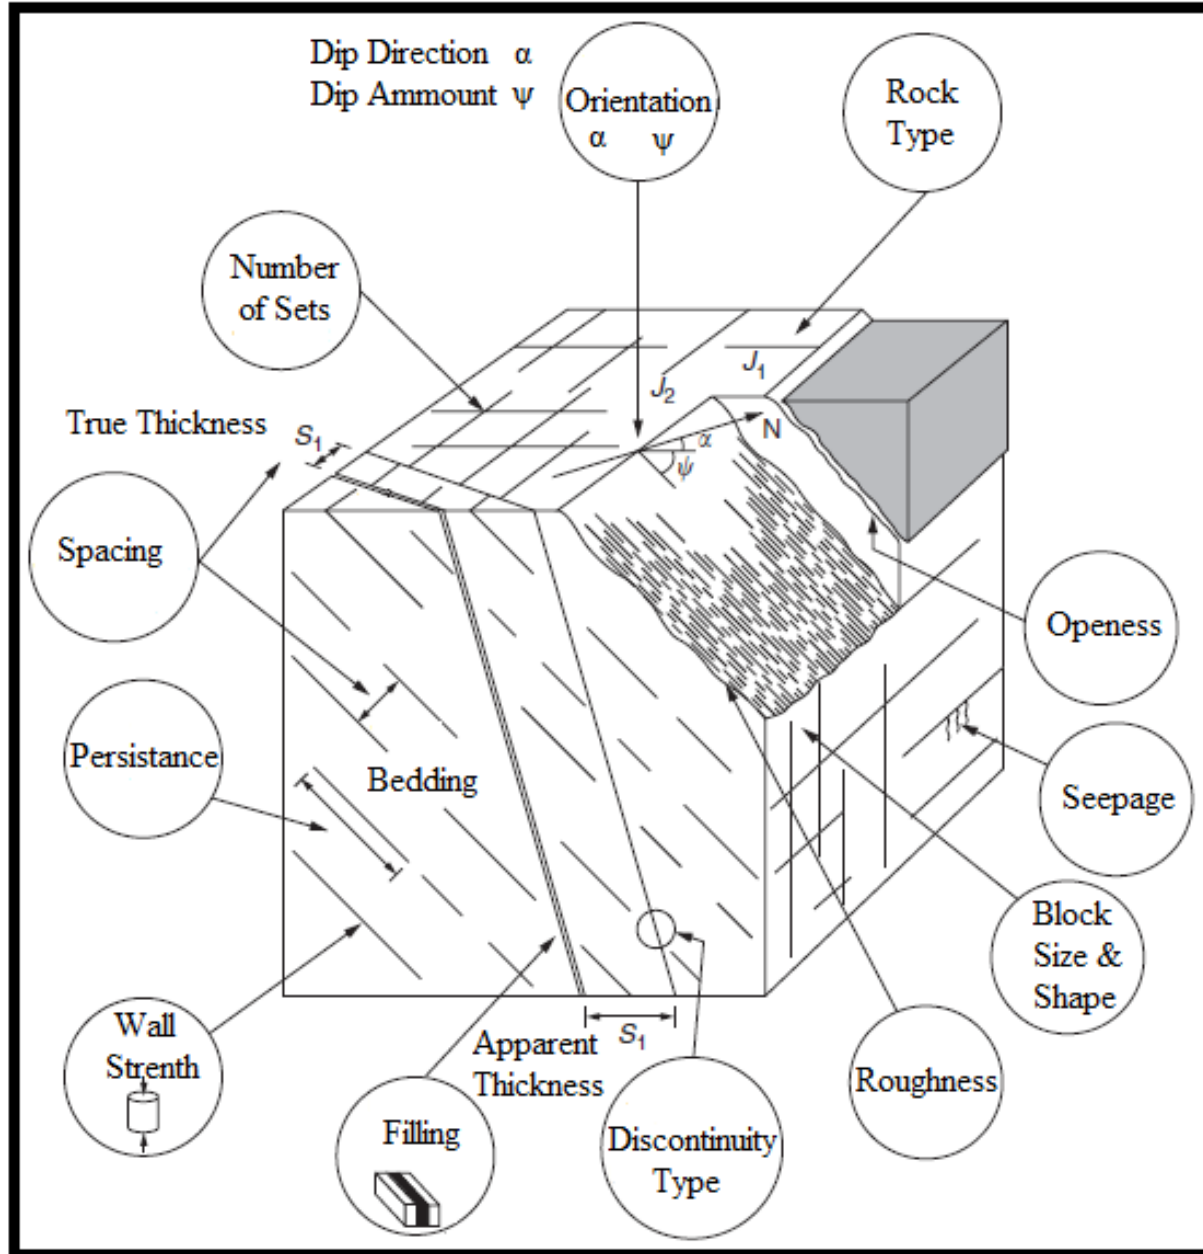 Dip Direction α
Dip Ammount ψ
Orientation
α ψ
Rock
Type
Number
of Sets
J1
J2
True Thickness
S1
N
α
ψ
Spacing
Openess
Persistance
Bedding
Seepage
Block
Size &
Shape
Wall
Strenth
Apparent
Thickness
S1
Roughness
Filling
Discontinuity
Type